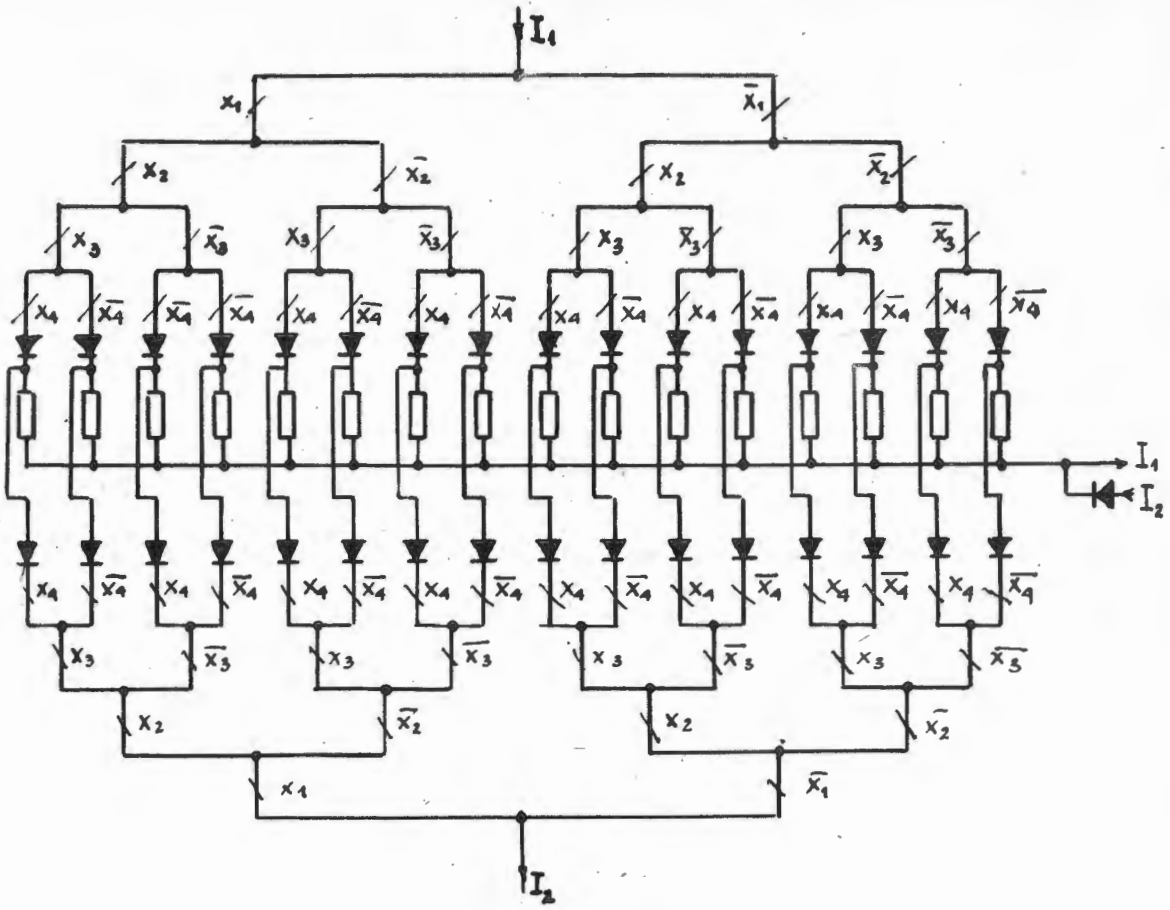 I₁
x₁ x̄₁
x₂ x̄₂ x₂ x̄₂
x₃ x̄₃ x₃ x̄₃ x₃ x̄₃ x₃ x̄₃
x₄ x̄₄ x̄₄ x̄₄ x₄ x̄₄ x₄ x̄₄ x₄ x̄₄ x₄ x̄₄ x₄ x̄₄ x₄ x̄₄
I₁
I₂
x₄ x̄₄ x₄ x̄₄ x₄ x̄₄ x₄ x̄₄ x₄ x̄₄ x₄ x̄₄ x₄ x̄₄ x₄ x̄₄
x₃ x̄₃ x₃ x̄₃ x₃ x̄₃ x₃ x̄₃
x₂ x̄₂ x₂ x̄₂
x₁ x̄₁
I₂